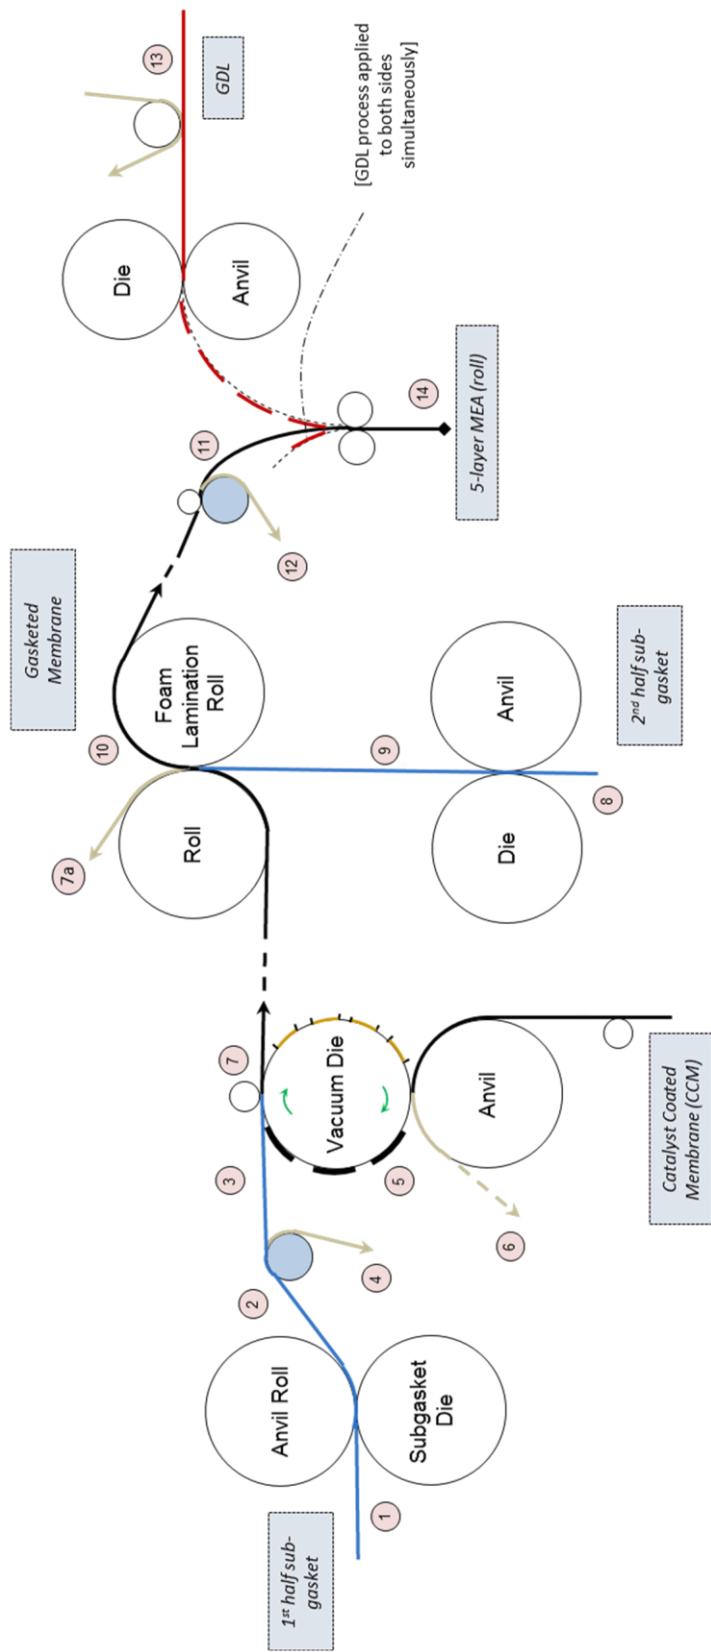 1st half sub-
gasket
1
Anvil Roll
Subgasket
Die
2
4
3
5
Vacuum Die
7
6
Anvil
Catalyst Coated
Membrane (CCM)
7a
Roll
Foam
Lamination
Roll
10
9
Die
Anvil
8
2nd half sub-
gasket
Gasketed
Membrane
12
11
14
5-layer MEA (roll)
Die
Anvil
[GDL process applied
to both sides
simultaneously]
13
GDL